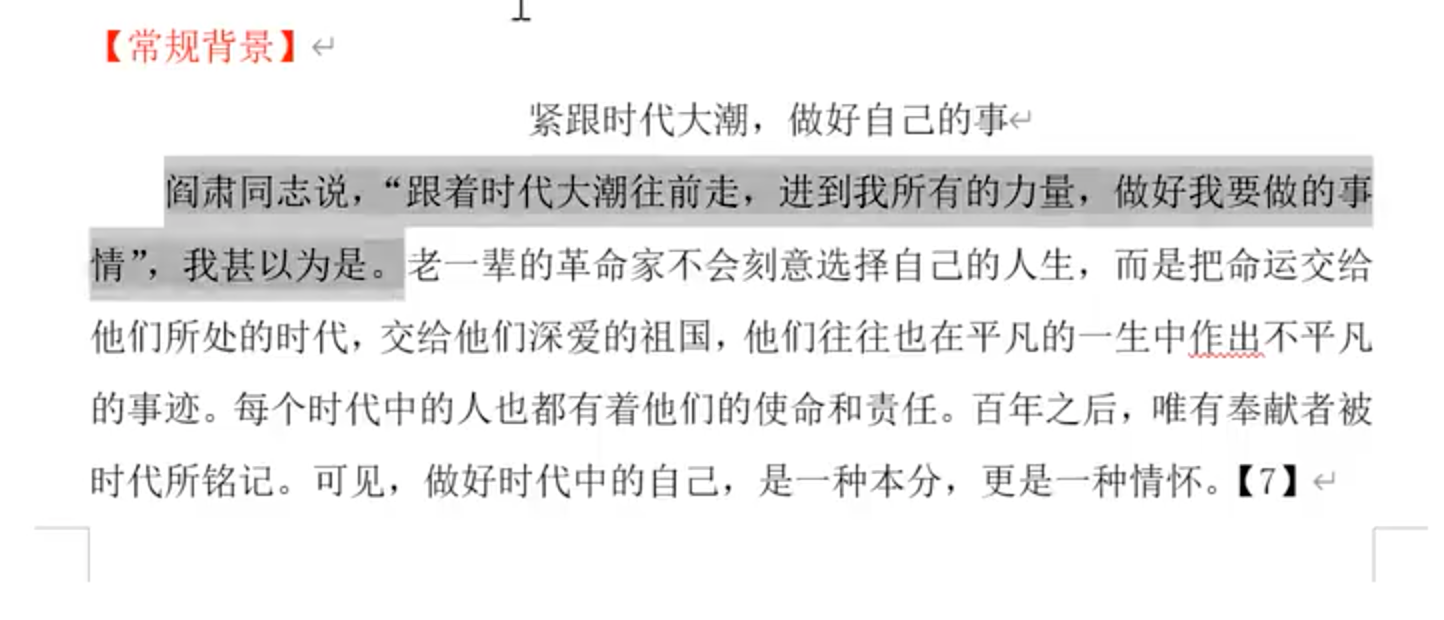 【常规背景】
紧跟时代大潮，做好自己的事
阎肃同志说，“跟着时代大潮往前走，进到我所有的力量，做好我要做的事
情”，我甚以为是。老一辈的革命家不会刻意选择自己的人生，而是把命运交给
他们所处的时代，交给他们深爱的祖国，他们往往也在平凡的一生中作出不平凡
的事迹。每个时代中的人也都有着他们的使命和责任。百年之后，唯有奉献者被
时代所铭记。可见，做好时代中的自己，是一种本分，更是一种情怀。【7】